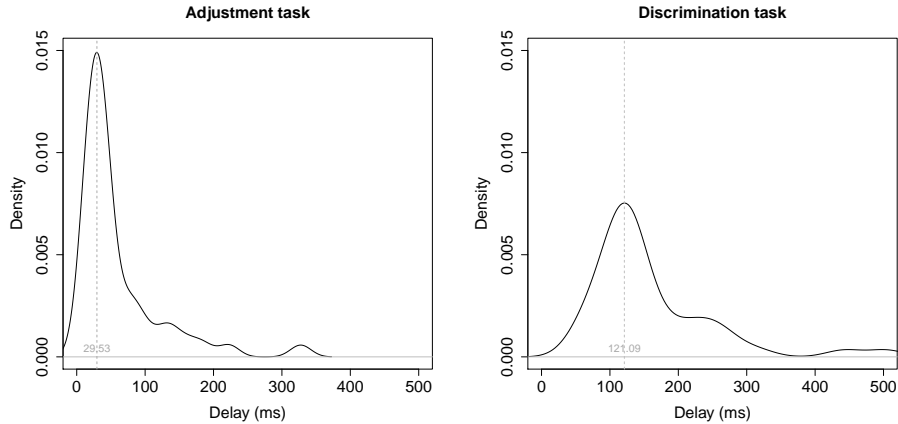 Adjustment task
0.015
0.010
0.005
0.000
Density
29.53
0 100 200 300 400 500
Delay (ms)
Discrimination task
0.015
0.010
0.005
0.000
Density
121.09
0 100 200 300 400 500
Delay (ms)